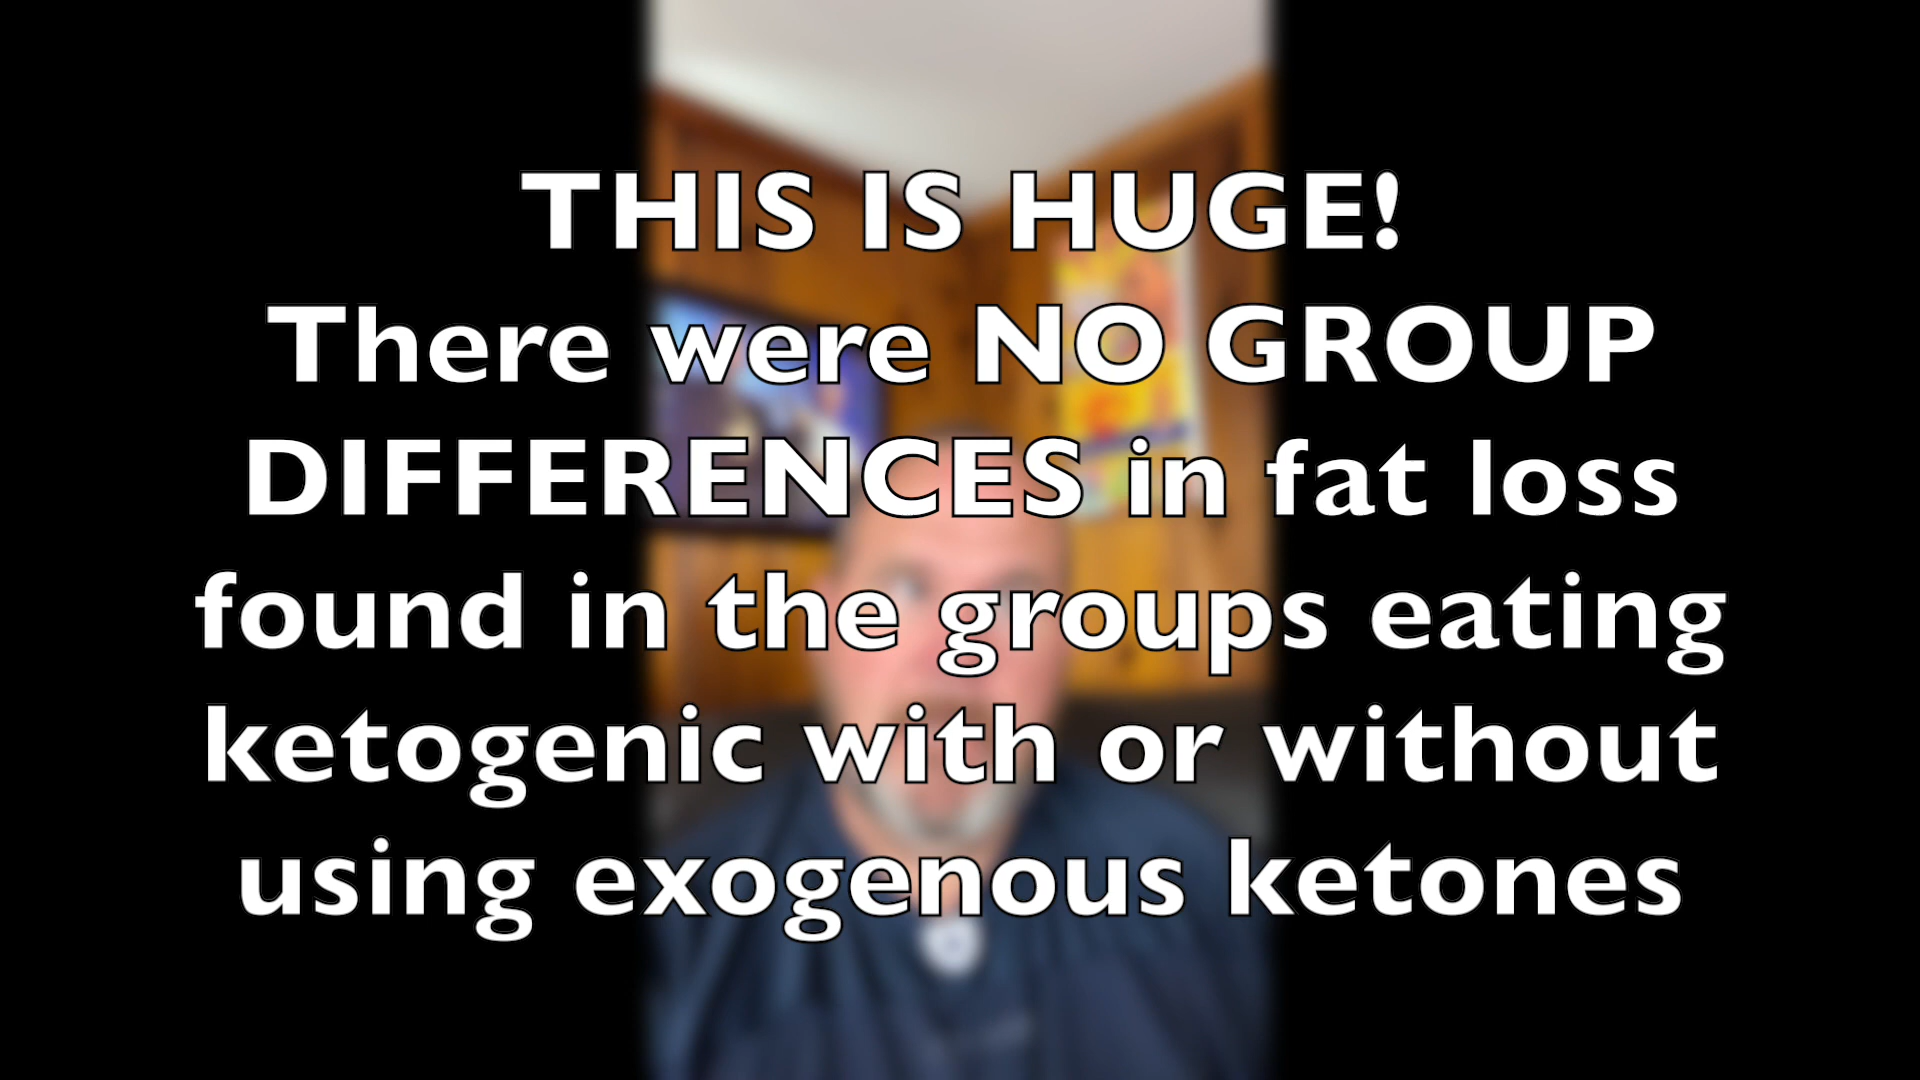 THIS IS HUGE!
There were NO GROUP
DIFFERENCES in fat loss
found in the groups eating
ketogenic with or without
using exogenous ketones